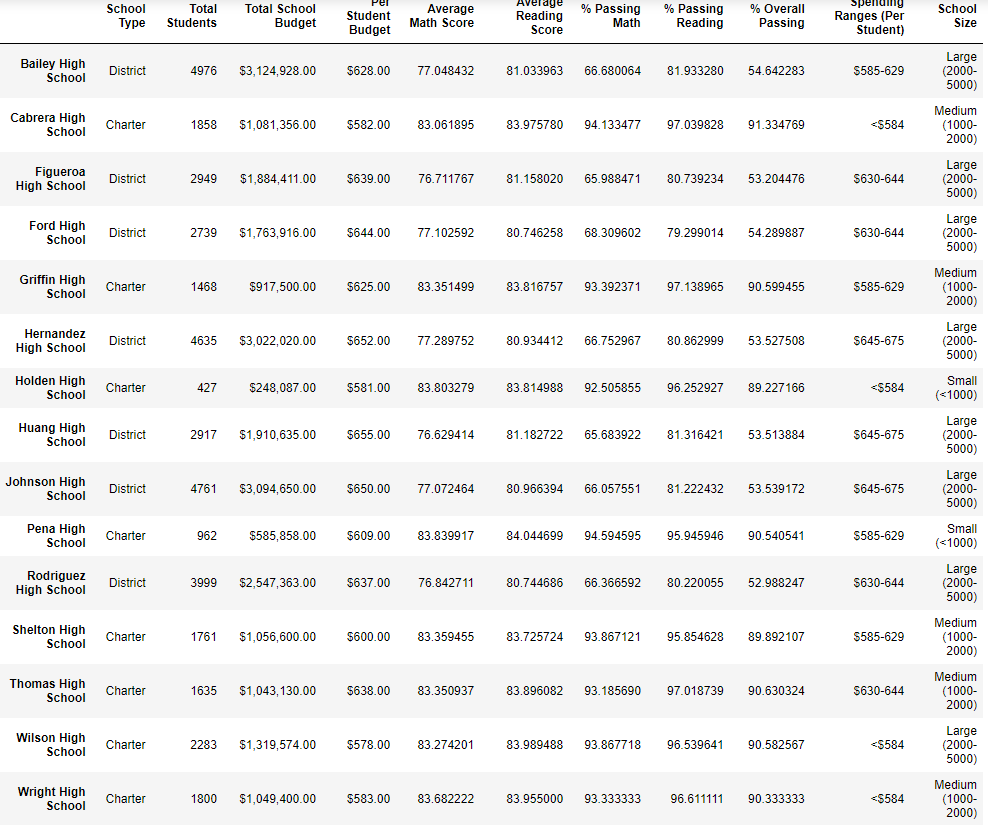 School Type Total Students Total School Budget Per Student Budget Average Math Score Average Reading Score % Passing Math % Passing Reading % Overall Passing Spending Ranges (Per Student) School Size
Bailey High School District 4976 $3,124,928.00 $628.00 77.048432 81.033963 66.680064 81.933280 54.642283 $585-629 Large (2000-5000)
Cabrera High School Charter 1858 $1,081,356.00 $582.00 83.061895 83.975780 94.133477 97.039828 91.334769 <$584 Medium (1000-2000)
Figueroa High School District 2949 $1,884,411.00 $639.00 76.711767 81.158020 65.988471 80.739234 53.204476 $630-644 Large (2000-5000)
Ford High School District 2739 $1,763,916.00 $644.00 77.102592 80.746258 68.309602 79.299014 54.289887 $630-644 Large (2000-5000)
Griffin High School Charter 1468 $917,500.00 $625.00 83.351499 83.816757 93.392371 97.138965 90.599455 $585-629 Medium (1000-2000)
Hernandez High School District 4635 $3,022,020.00 $652.00 77.289752 80.934412 66.752967 80.862999 53.527508 $645-675 Large (2000-5000)
Holden High School Charter 427 $248,087.00 $581.00 83.803279 83.814988 92.505855 96.252927 89.227166 <$584 Small (<1000)
Huang High School District 2917 $1,910,635.00 $655.00 76.629414 81.182722 65.683922 81.316421 53.513884 $645-675 Large (2000-5000)
Johnson High School District 4761 $3,094,650.00 $650.00 77.072464 80.966394 66.057551 81.222432 53.539172 $645-675 Large (2000-5000)
Pena High School Charter 962 $585,858.00 $609.00 83.839917 84.044699 94.594595 95.945946 90.540541 $585-629 Small (<1000)
Rodriguez High School District 3999 $2,547,363.00 $637.00 76.842711 80.744686 66.366592 80.220055 52.988247 $630-644 Large (2000-5000)
Shelton High School Charter 1761 $1,056,600.00 $600.00 83.359455 83.725724 93.867121 95.854628 89.892107 $585-629 Medium (1000-2000)
Thomas High School Charter 1635 $1,043,130.00 $638.00 83.350937 83.896082 93.185690 97.018739 90.630324 $630-644 Medium (1000-2000)
Wilson High School Charter 2283 $1,319,574.00 $578.00 83.274201 83.989488 93.867718 96.539641 90.582567 <$584 Large (2000-5000)
Wright High School Charter 1800 $1,049,400.00 $583.00 83.682222 83.955000 93.333333 96.611111 90.333333 <$584 Medium (1000-2000)